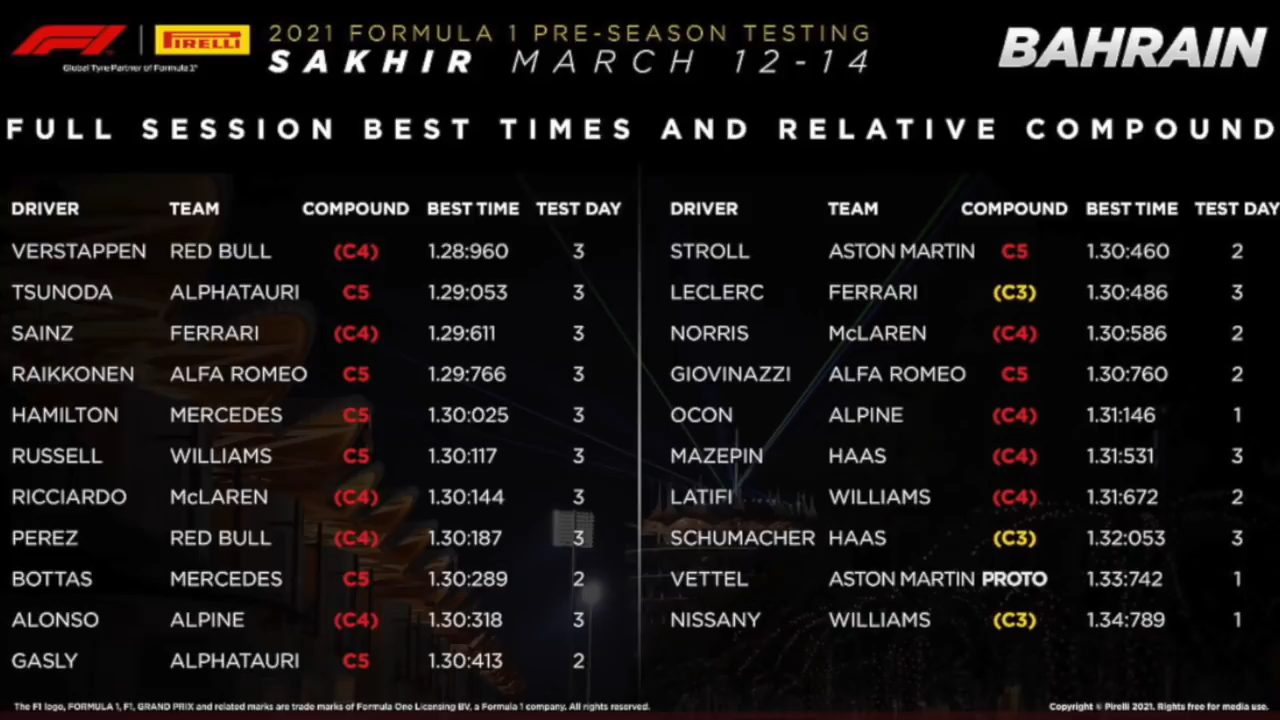 F1 | PIRELLI 2021 FORMULA 1 PRE-SEASON TESTING
Global Tyre Partner of Formula 1® SAKHIR MARCH 12-14 BAHRAIN
FULL SESSION BEST TIMES AND RELATIVE COMPOUND
DRIVER TEAM COMPOUND BEST TIME TEST DAY
VERSTAPPEN RED BULL (C4) 1.28:960 3
TSUNODA ALPHATAURI C5 1.29:053 3
SAINZ FERRARI (C4) 1.29:611 3
RAIKKONEN ALFA ROMEO C5 1.29:766 3
HAMILTON MERCEDES C5 1.30:025 3
RUSSELL WILLIAMS C5 1.30:117 3
RICCIARDO McLAREN (C4) 1.30:144 3
PEREZ RED BULL (C4) 1.30:187 3
BOTTAS MERCEDES C5 1.30:289 2
ALONSO ALPINE (C4) 1.30:318 3
GASLY ALPHATAURI C5 1.30:413 2
DRIVER TEAM COMPOUND BEST TIME TEST DAY
STROLL ASTON MARTIN C5 1.30:460 2
LECLERC FERRARI (C3) 1.30:486 3
NORRIS McLAREN (C4) 1.30:586 2
GIOVINAZZI ALFA ROMEO C5 1.30:760 2
OCON ALPINE (C4) 1.31:146 1
MAZEPIN HAAS (C4) 1.31:531 3
LATIFI WILLIAMS (C4) 1.31:672 2
SCHUMACHER HAAS (C3) 1.32:053 3
VETTEL ASTON MARTIN PROTO 1.33:742 1
NISSANY WILLIAMS (C3) 1.34:789 1
The F1 logo, FORMULA 1, F1, GRAND PRIX and related marks are trade marks of Formula One Licensing BV, a Formula 1 company. All rights reserved.
Copyright © Pirelli 2021. Rights free for media use.